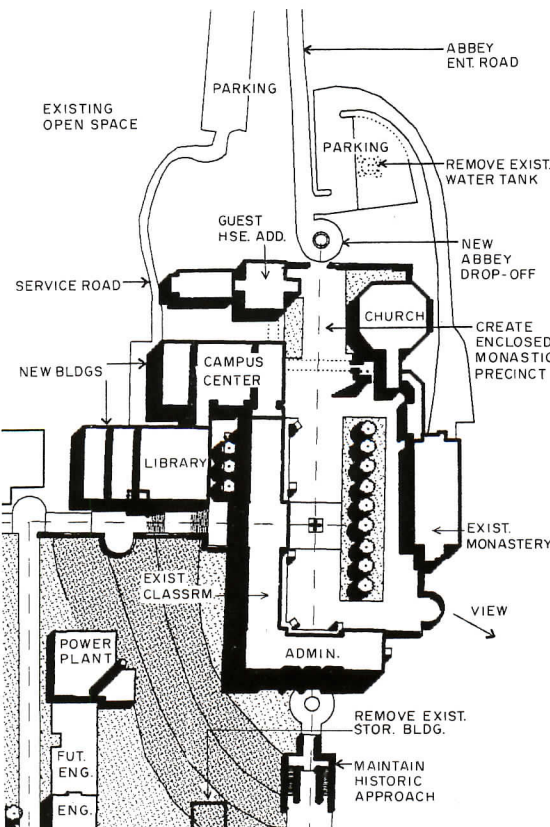 ABBEY
ENT. ROAD
PARKING
EXISTING
OPEN SPACE
PARKING
REMOVE EXIST.
WATER TANK
GUEST
HSE. ADD.
NEW
ABBEY
DROP-OFF
SERVICE ROAD
CHURCH
CREATE
ENCLOSED
MONASTIC
PRECINCT
NEW BLDGS
CAMPUS
CENTER
LIBRARY
EXIST.
MONASTERY
EXIST.
CLASSRM.
VIEW
POWER
PLANT
ADMIN.
REMOVE EXIST.
STOR. BLDG.
FUT.
ENG.
MAINTAIN
HISTORIC
APPROACH
ENG.